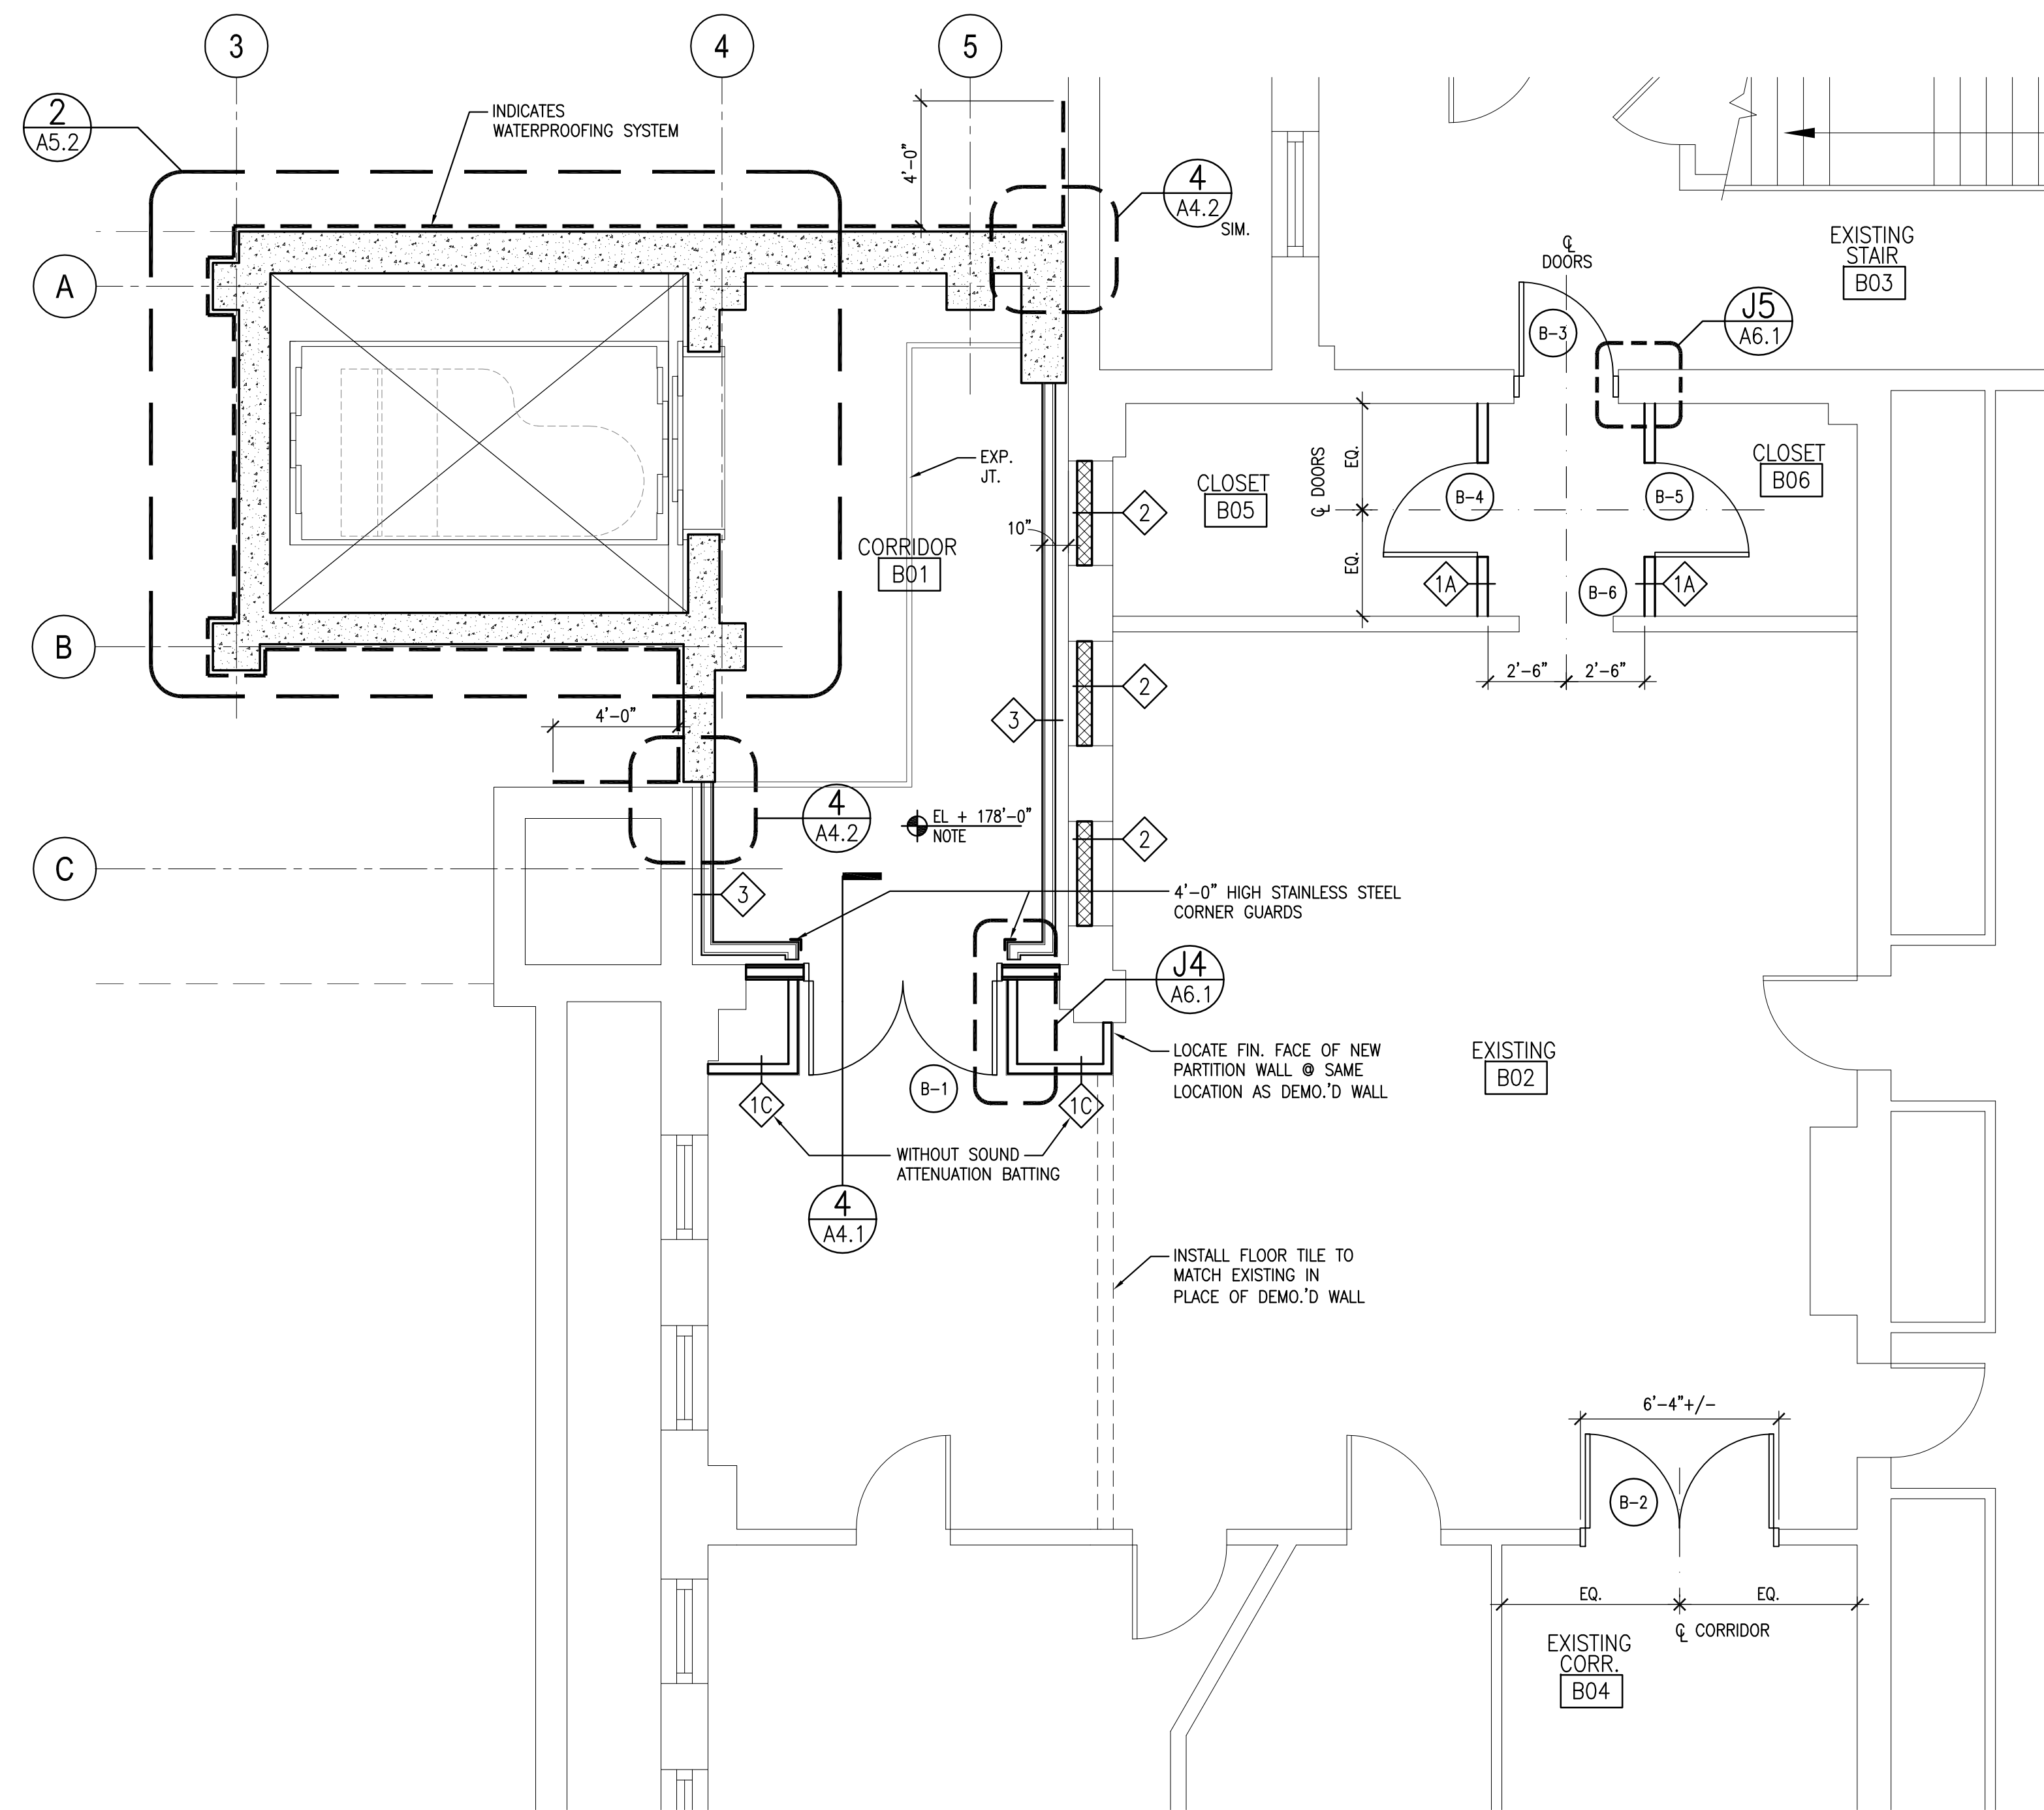 3
4
5
2
A5.2
INDICATES
WATERPROOFING SYSTEM
4'-0"
4
A4.2
SIM.
℄
DOORS
EXISTING
STAIR
B03
A
B-3
J5
A6.1
EXP.
JT.
10"
CORRIDOR
B01
2
CLOSET
B05
℄ DOORS
EQ.
EQ.
B-4
B-5
CLOSET
B06
1A
B-6
1A
B
2'-6"
2'-6"
2
3
4'-0"
4
A4.2
EL + 178'-0"
NOTE
2
C
3
4'-0" HIGH STAINLESS STEEL
CORNER GUARDS
J4
A6.1
LOCATE FIN. FACE OF NEW
PARTITION WALL @ SAME
LOCATION AS DEMO.'D WALL
EXISTING
B02
B-1
1C
1C
WITHOUT SOUND
ATTENUATION BATTING
4
A4.1
INSTALL FLOOR TILE TO
MATCH EXISTING IN
PLACE OF DEMO.'D WALL
6'-4"+/-
B-2
EQ.
EQ.
℄ CORRIDOR
EXISTING
CORR.
B04